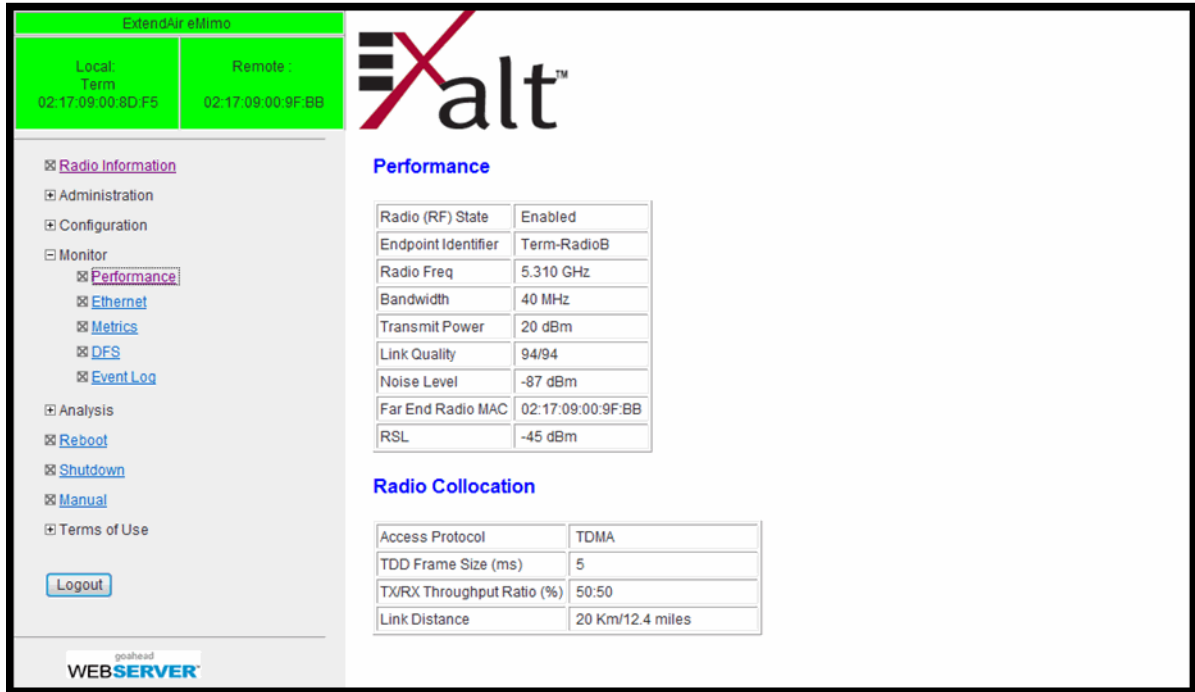 ExtendAir eMimo
Local:
Term
02:17:09:00:8D:F5
Remote :
02:17:09:00:9F:BB
Radio Information
Administration
Configuration
Monitor
Performance
Ethernet
Metrics
DFS
Event Log
Analysis
Reboot
Shutdown
Manual
Terms of Use
Logout
goahead
WEBSERVER
EXalt™
Performance
Radio (RF) State Enabled
Endpoint Identifier Term-RadioB
Radio Freq 5.310 GHz
Bandwidth 40 MHz
Transmit Power 20 dBm
Link Quality 94/94
Noise Level -87 dBm
Far End Radio MAC 02:17:09:00:9F:BB
RSL -45 dBm
Radio Collocation
Access Protocol TDMA
TDD Frame Size (ms) 5
TX/RX Throughput Ratio (%) 50:50
Link Distance 20 Km/12.4 miles